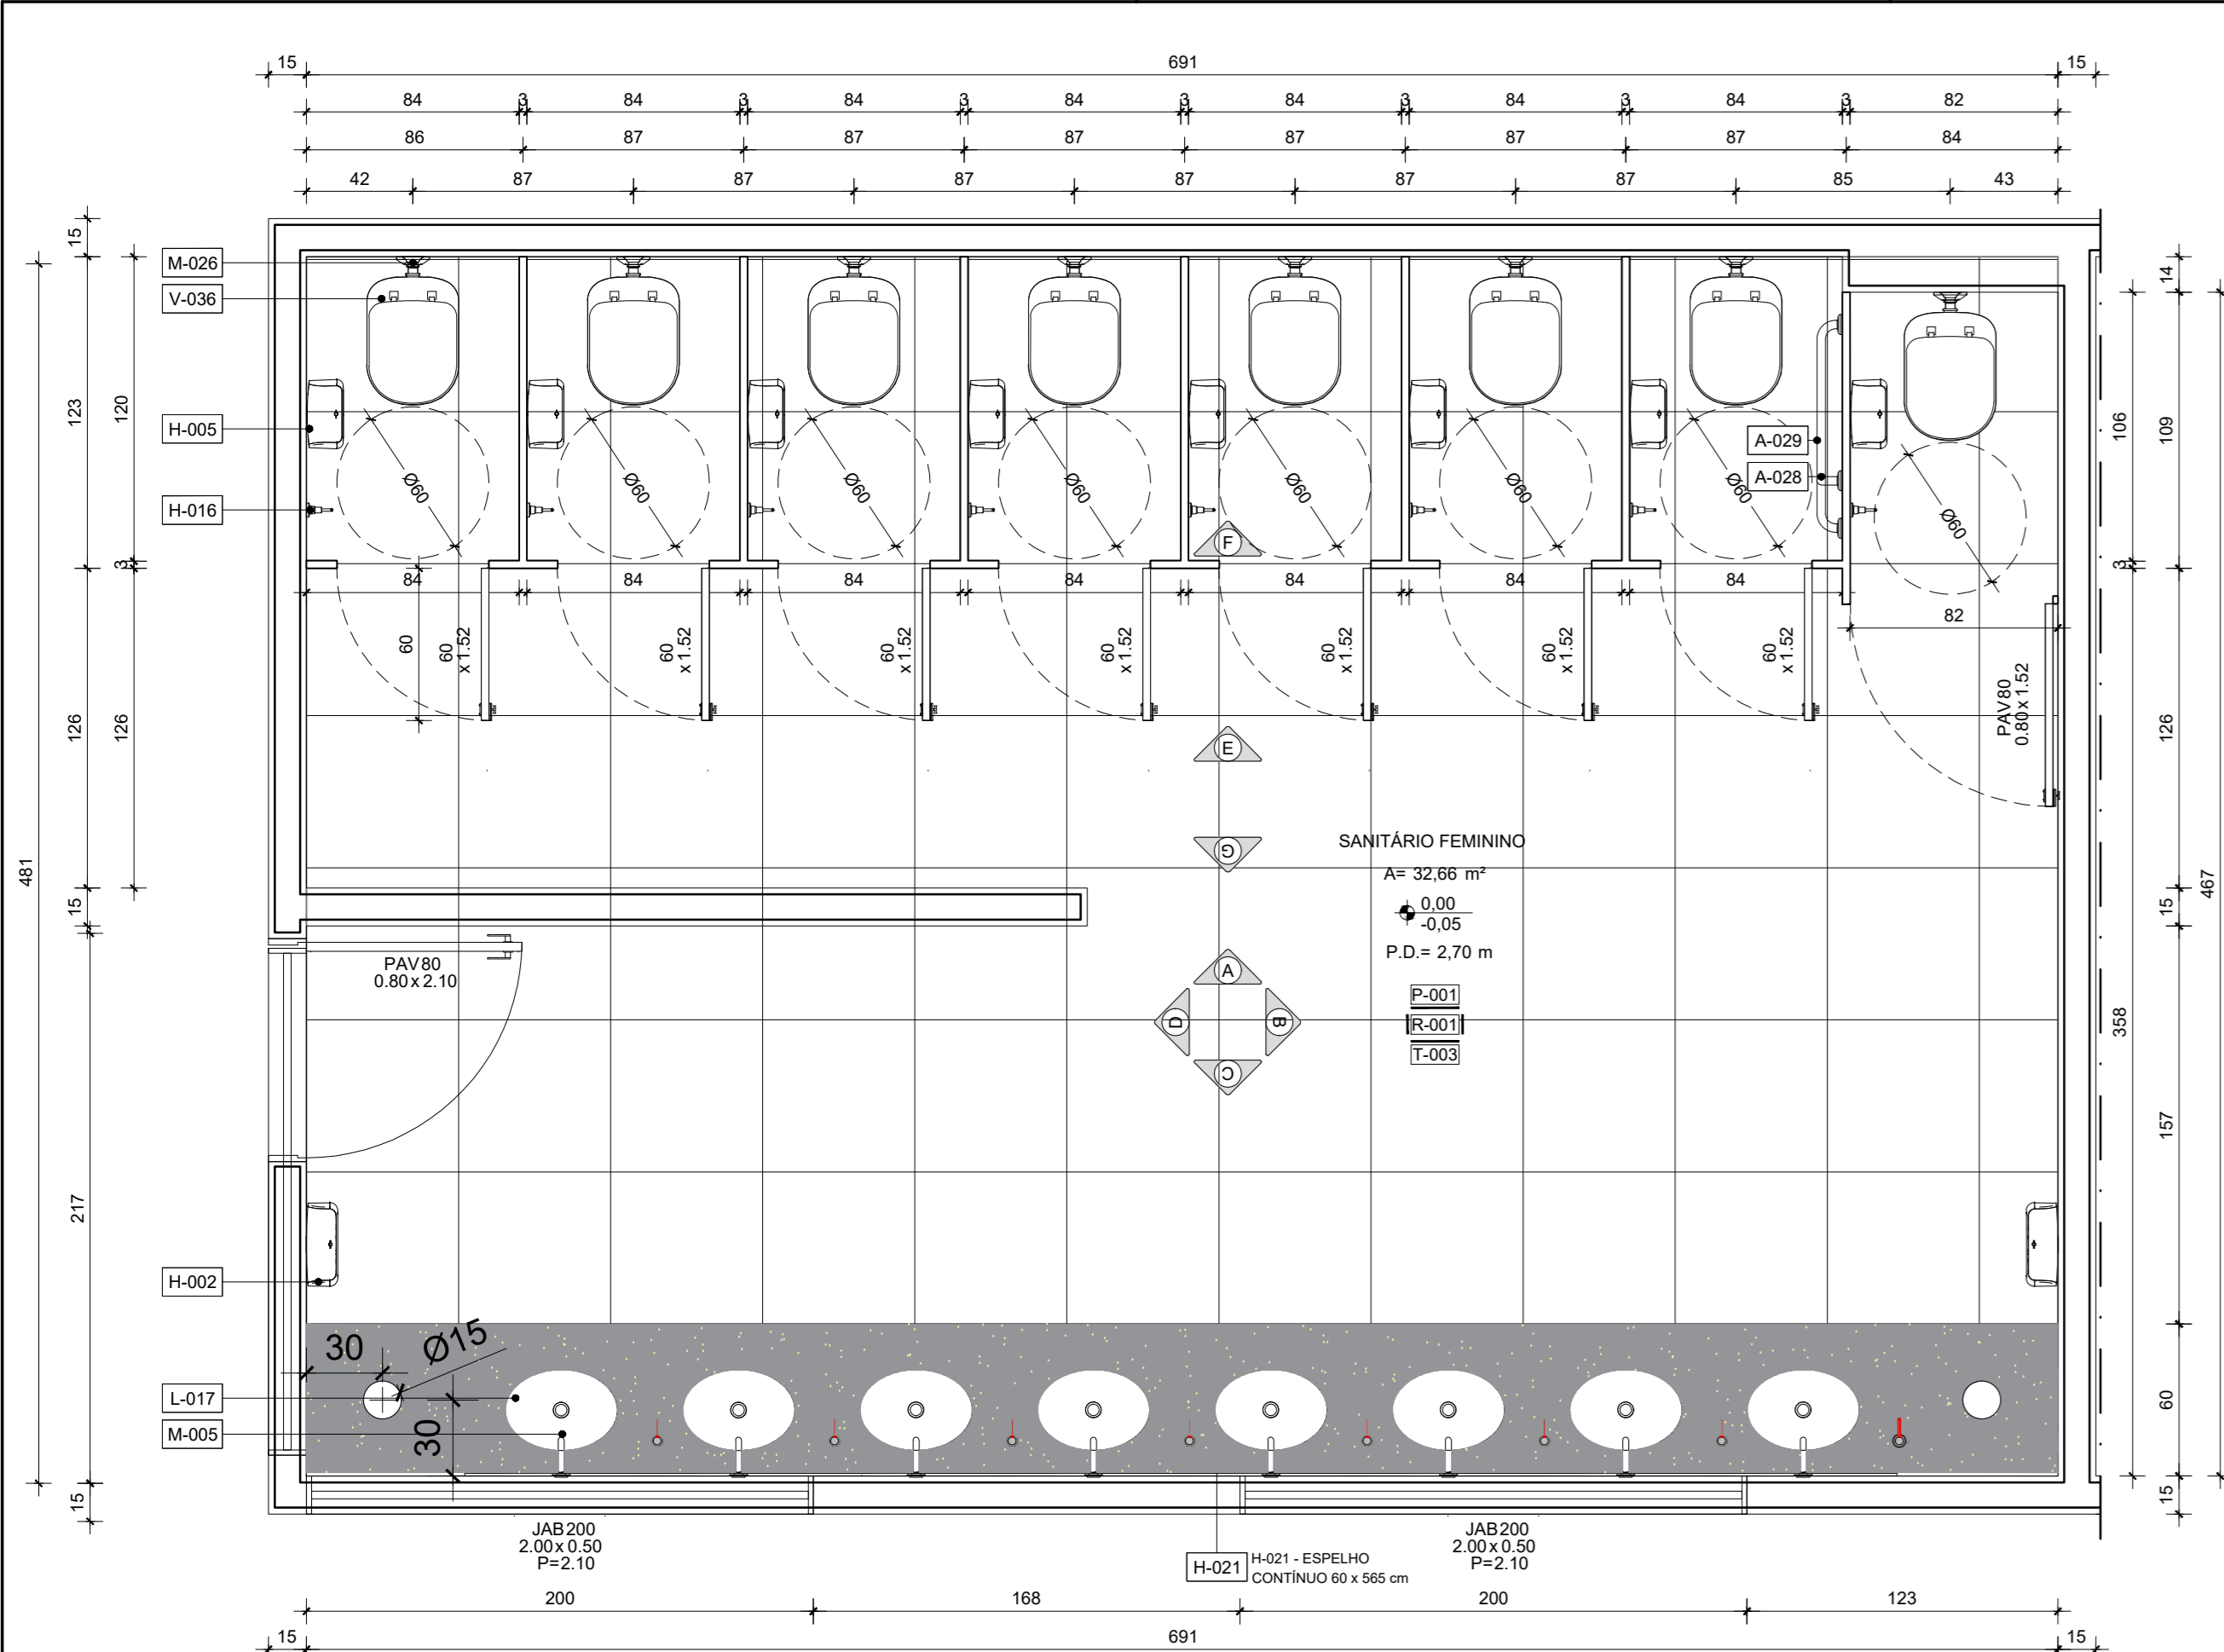 15 691 15
84 3 84 3 84 3 84 3 84 3 84 3 84 3 82
86 87 87 87 87 87 87 84
42 87 87 87 87 87 87 85 43
15
M-026
14
V-036
123
120
106
109
H-005
A-029
A-028
H-016
Ø60 Ø60 Ø60 Ø60 Ø60 Ø60 Ø60 Ø60
F
3
3
84 84 84 84 84 84 84
82
60
60
x 1.52
60
x 1.52
60
x 1.52
60
x 1.52
60
x 1.52
60
x 1.52
60
x 1.52
PAV80
0.80 x 1.52
126
126
126
E
G
SANITÁRIO FEMININO
A= 32,66 m²
481
467
15
15
0,00
-0,05
P.D.= 2,70 m
PAV80
0.80 x 2.10
A
D
B
C
P-001
R-001
T-003
358
157
217
H-002
30
Ø15
L-017
30
M-005
60
15
15
JAB200
2.00 x 0.50
P=2.10
JAB200
2.00 x 0.50
P=2.10
H-021
H-021 - ESPELHO
CONTÍNUO 60 x 565 cm
200 168 200 123
15 691 15